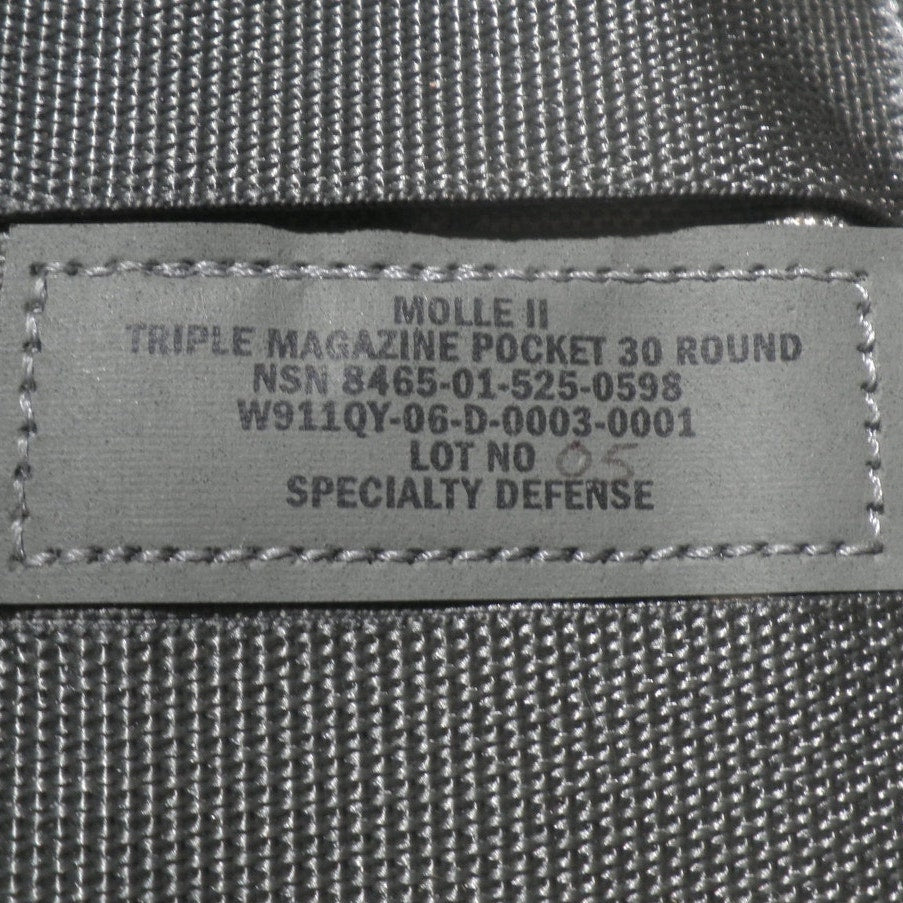 MOLLE II
TRIPLE MAGAZINE POCKET 30 ROUND
NSN 8465-01-525-0598
W911QY-06-D-0003-0001
LOT NO 05
SPECIALTY DEFENSE